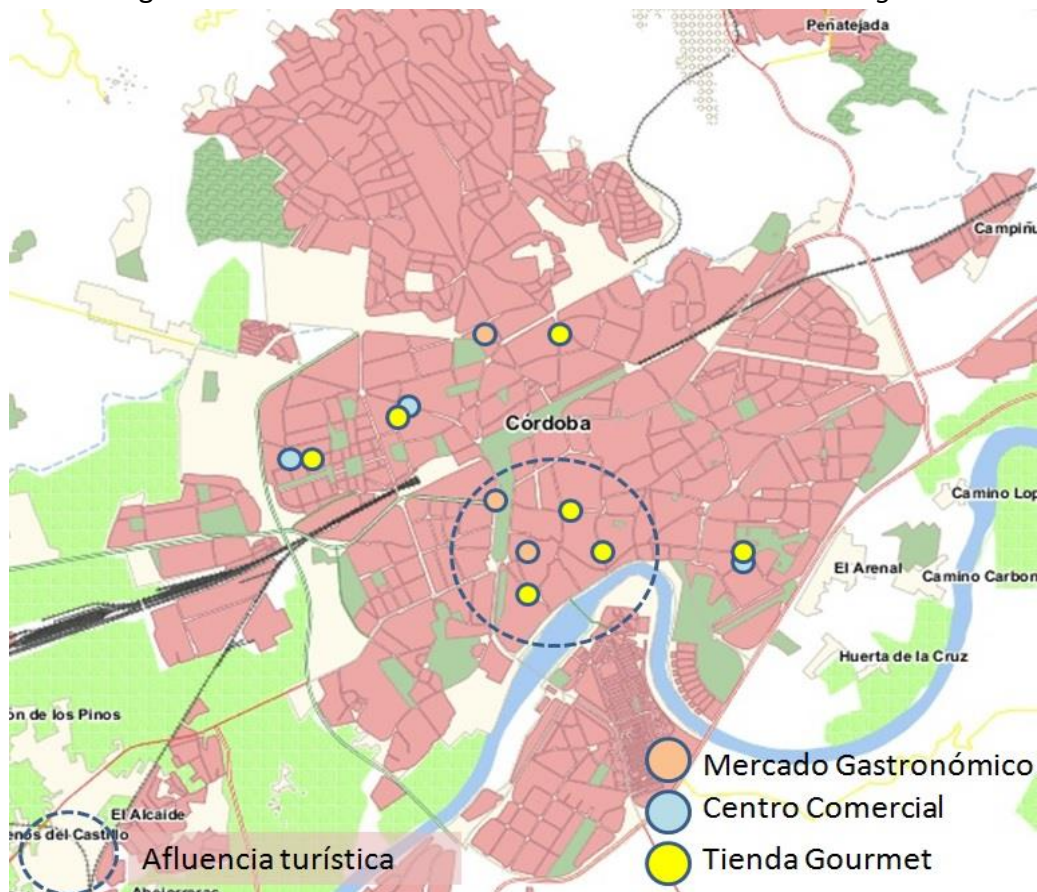 Peñatejada
Campiñu
Córdoba
Camino Lop
El Arenal
Camino Carbon
Huerta de la Cruz
ón de los Pinos
Mercado Gastronómico
Centro Comercial
El Alcaide
enos del Castillo
Afluencia turística
Tienda Gourmet